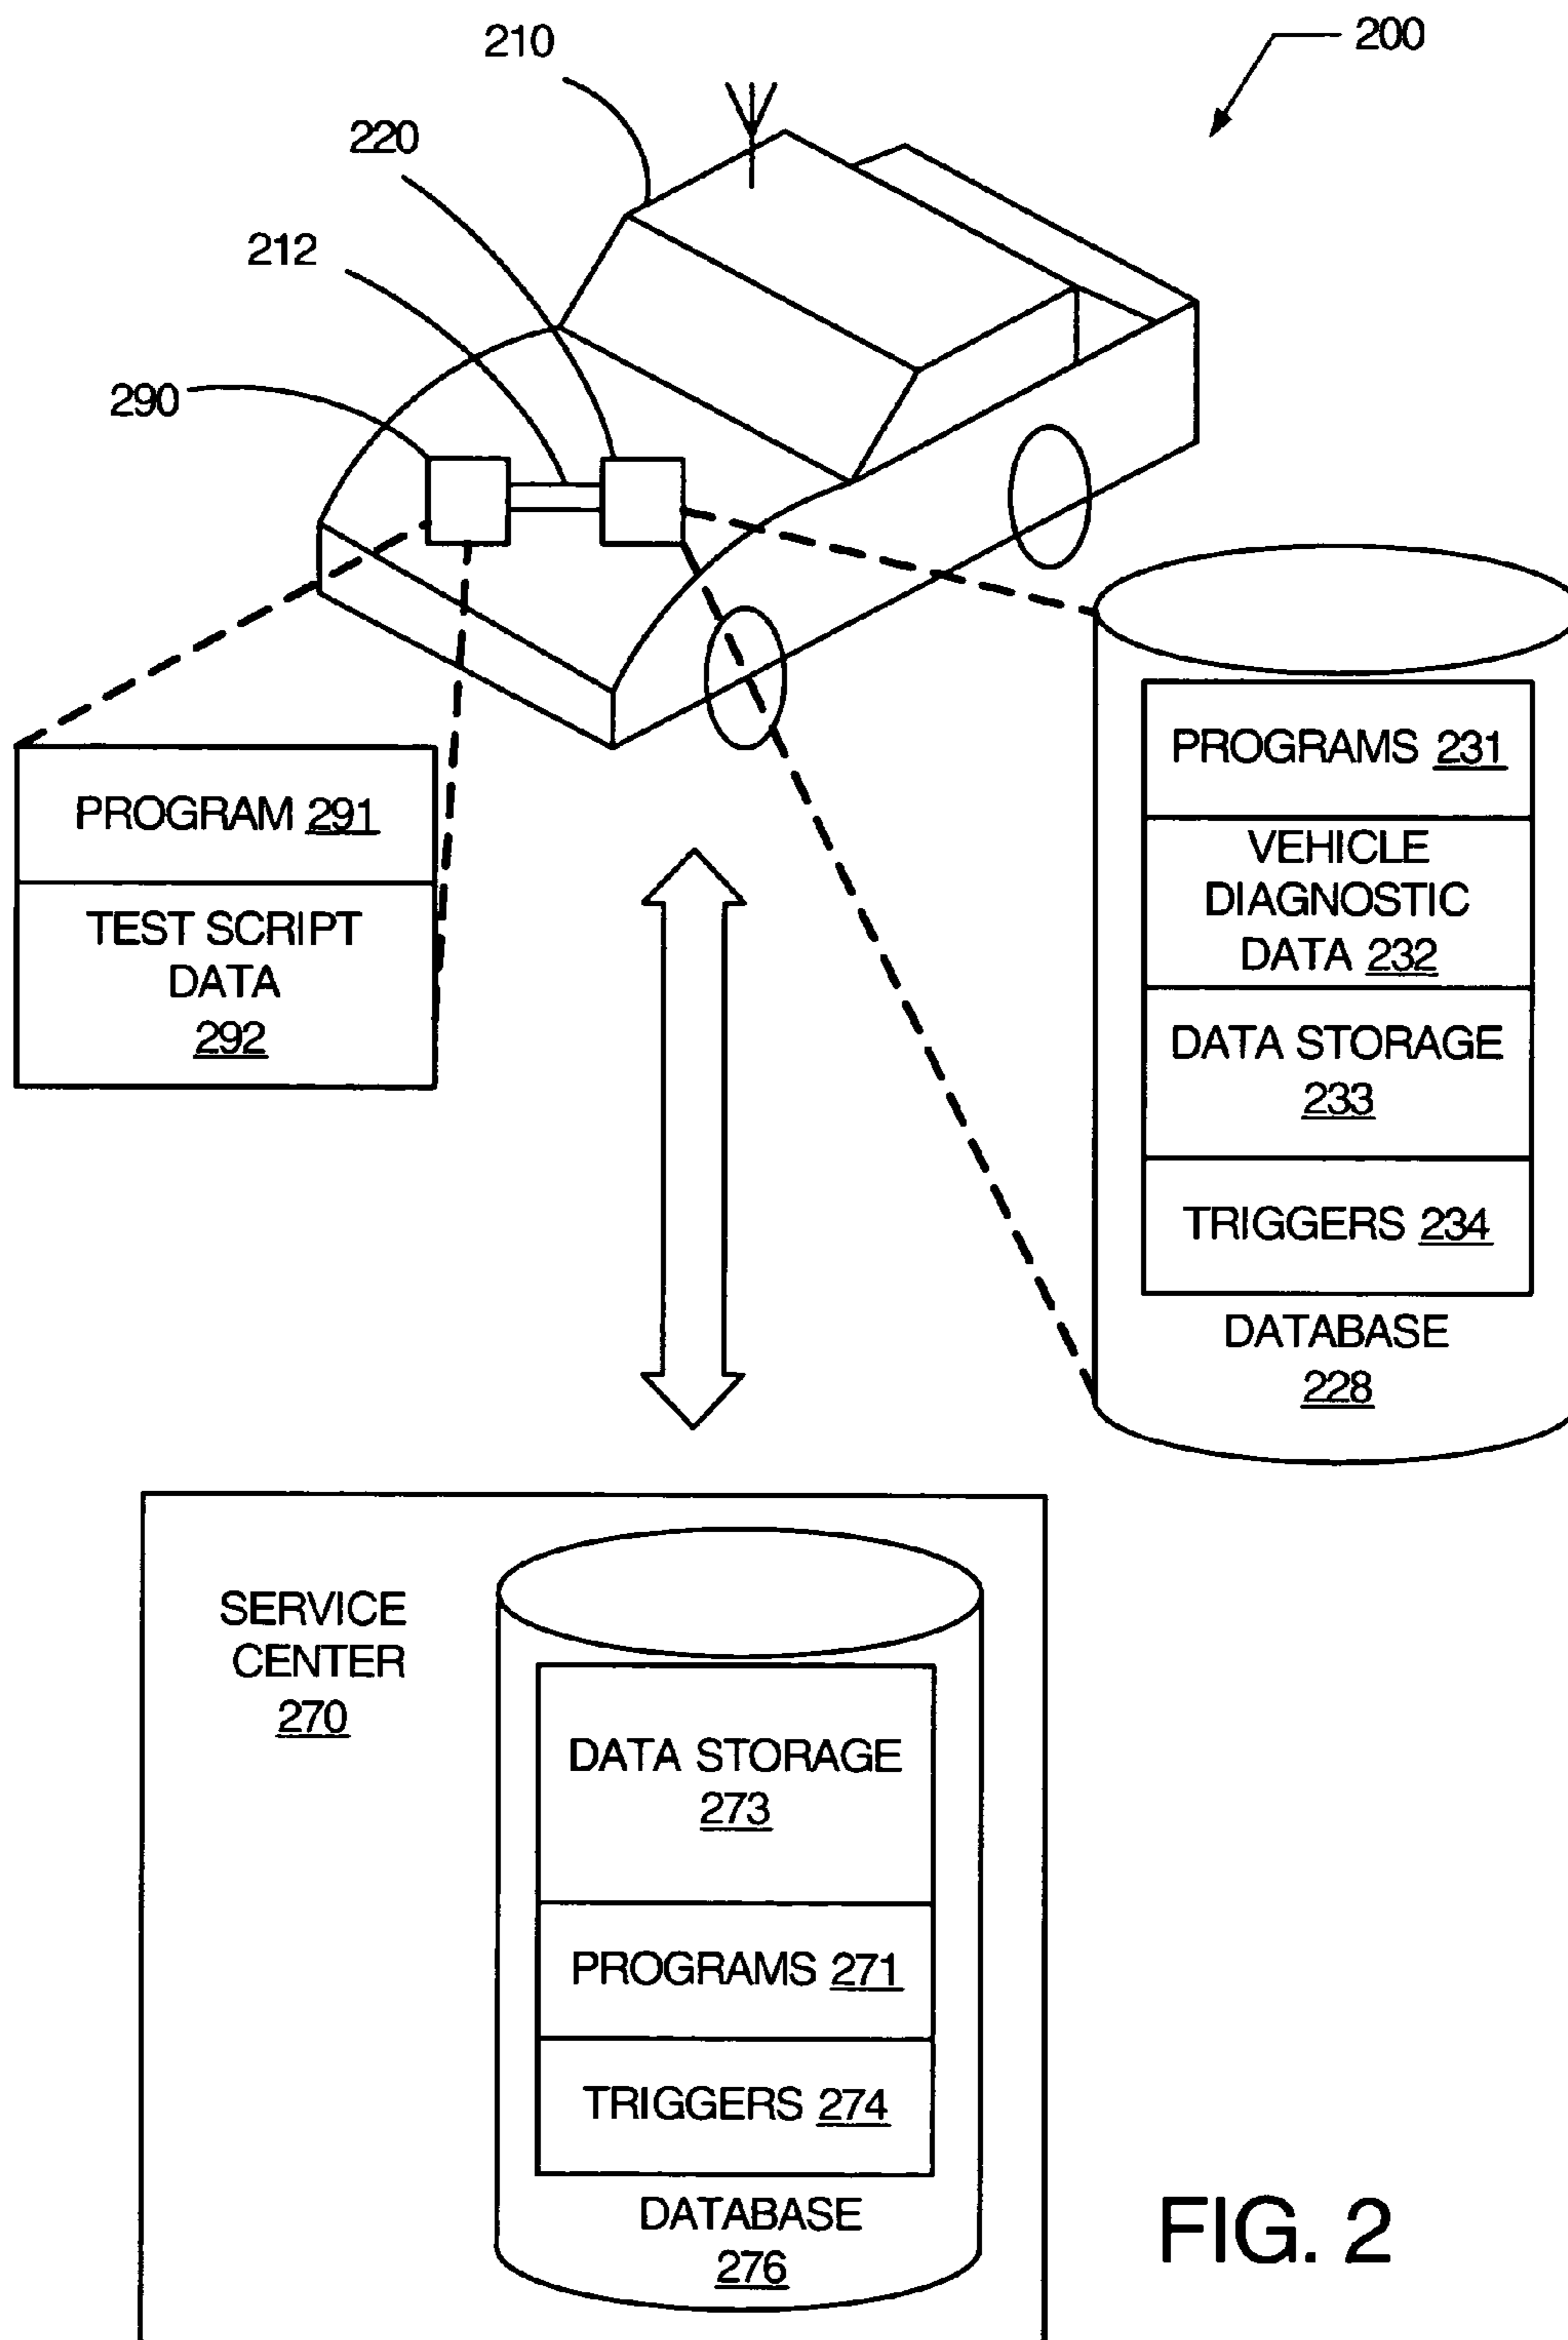 200
210
220
212
290
PROGRAMS 231
VEHICLE
DIAGNOSTIC
DATA 232
DATA STORAGE
233
TRIGGERS 234
DATABASE
228
PROGRAM 291
TEST SCRIPT
DATA
292
SERVICE
CENTER
270
DATA STORAGE
273
PROGRAMS 271
TRIGGERS 274
DATABASE
276
FIG. 2